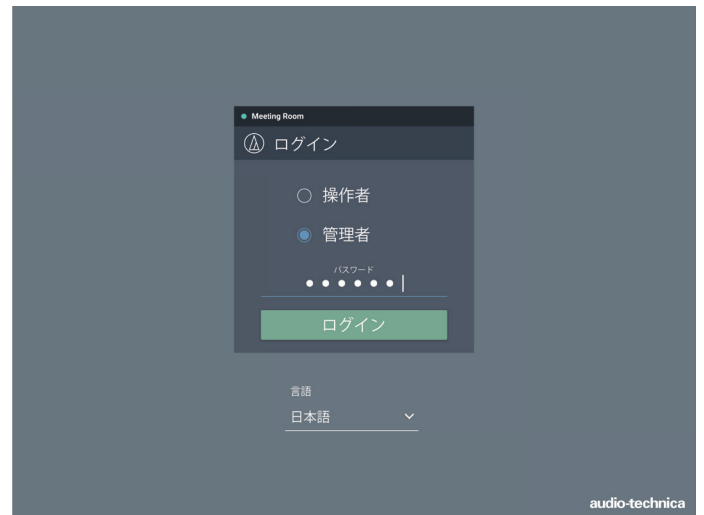 Meeting Room
ログイン
操作者
管理者
パスワード
ログイン
言語
日本語
audio-technica